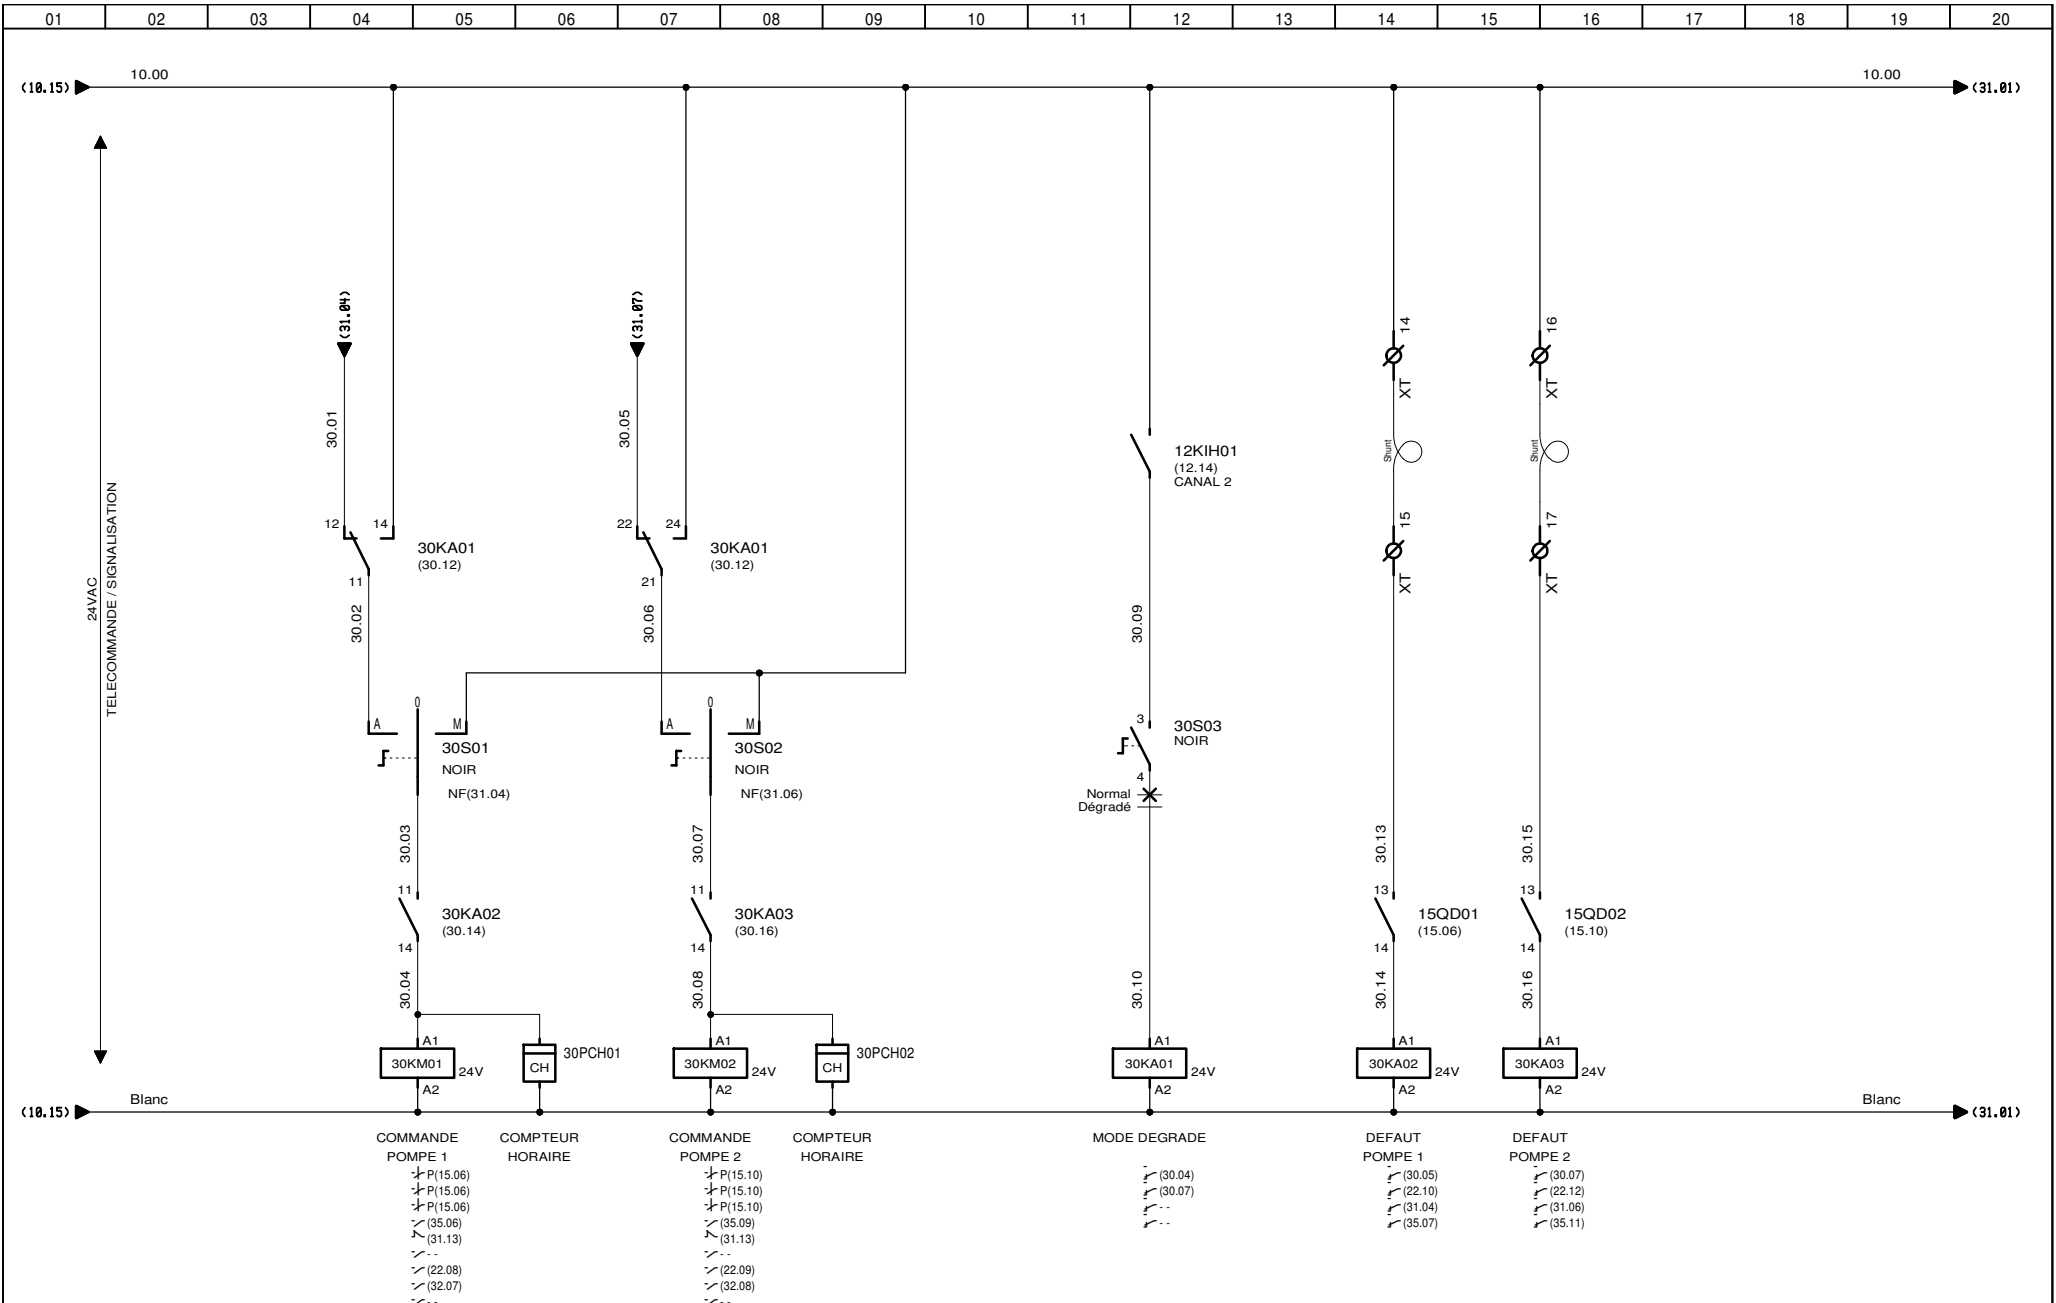 01 02 03 04 05 06 07 08 09 10 11 12 13 14 15 16 17 18 19 20
10.00 10.00
(10.15) (31.01)
24VAC
TELECOMMANDE / SIGNALISATION
(31.04) (31.07)
30.01 30.05
14 16
XT XT
Shunt Shunt
12KIH01
(12.14)
CANAL 2
12 14 22 24
15 17
XT XT
30KA01
(30.12)
11
30KA01
(30.12)
21
30.02 30.06 30.09
A 0 M A 0 M
30S01
NOIR
NF(31.04)
30S02
NOIR
NF(31.06)
3
30S03
NOIR
4
Normal
Dégradé
30.03 30.07 30.13 30.15
11 11 13 13
30KA02
(30.14)
30KA03
(30.16)
15QD01
(15.06)
15QD02
(15.10)
14 14 14 14
30.04 30.08 30.10 30.14 30.16
A1 A1 A1 A1 A1
30KM01 24V CH 30PCH01 30KM02 24V CH 30PCH02 30KA01 24V 30KA02 24V 30KA03 24V
A2 A2 A2 A2 A2
Blanc Blanc
(10.15) (31.01)
COMMANDE
POMPE 1
P(15.06)
P(15.06)
P(15.06)
(35.06)
(31.13)
- -
(22.08)
(32.07)
- -
COMPTEUR
HORAIRE
COMMANDE
POMPE 2
P(15.10)
P(15.10)
P(15.10)
(35.09)
(31.13)
- -
(22.09)
(32.08)
- -
COMPTEUR
HORAIRE
MODE DEGRADE
(30.04)
(30.07)
- -
- -
DEFAUT
POMPE 1
(30.05)
(22.10)
(31.04)
(35.07)
DEFAUT
POMPE 2
(30.07)
(22.12)
(31.06)
(35.11)